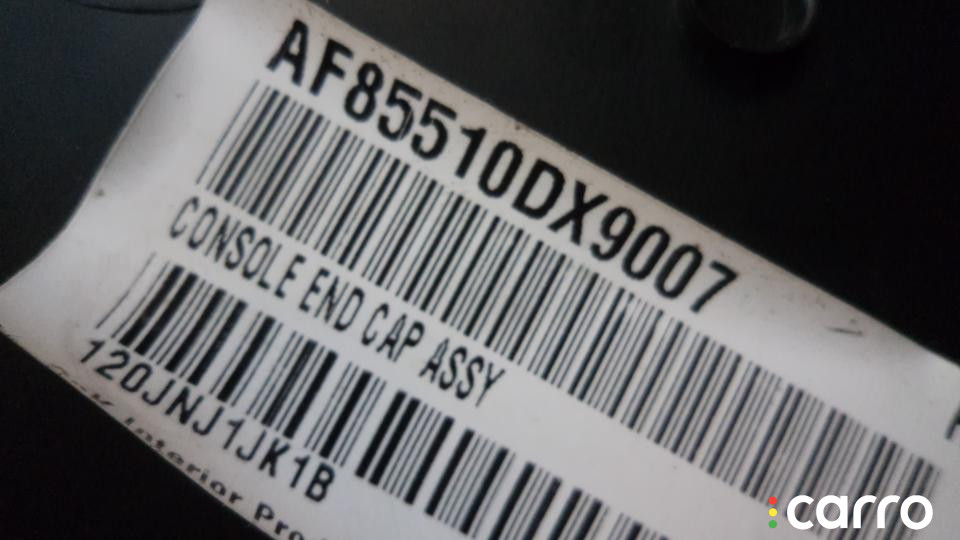 AF85510DX9007
CONSOLE END CAP ASSY
120JNJ1JK1B
Interior
carro